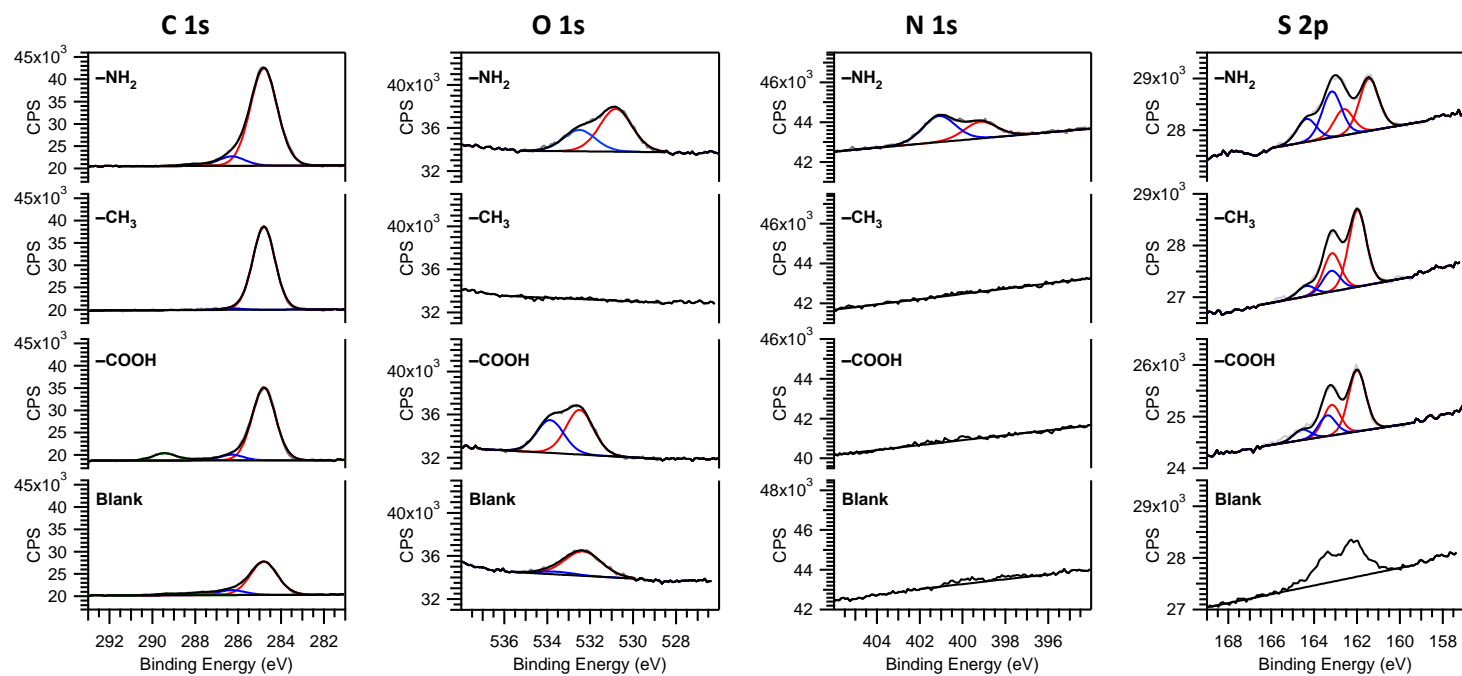 C 1s
O 1s
N 1s
S 2p
45x10³
40
35
30
25
20
CPS
–NH₂
40x10³
36
32
CPS
–NH₂
46x10³
44
42
CPS
–NH₂
29x10³
28
CPS
–NH₂
45x10³
40
35
30
25
20
CPS
–CH₃
40x10³
36
32
CPS
–CH₃
46x10³
44
42
CPS
–CH₃
29x10³
28
27
CPS
–CH₃
45x10³
40
35
30
25
20
CPS
–COOH
40x10³
36
32
CPS
–COOH
46x10³
44
42
40
CPS
–COOH
26x10³
25
24
CPS
–COOH
45x10³
40
35
30
25
20
CPS
Blank
40x10³
36
32
CPS
Blank
48x10³
46
44
42
CPS
Blank
29x10³
28
27
CPS
Blank
292 290 288 286 284 282
Binding Energy (eV)
536 534 532 530 528
Binding Energy (eV)
404 402 400 398 396
Binding Energy (eV)
168 166 164 162 160 158
Binding Energy (eV)